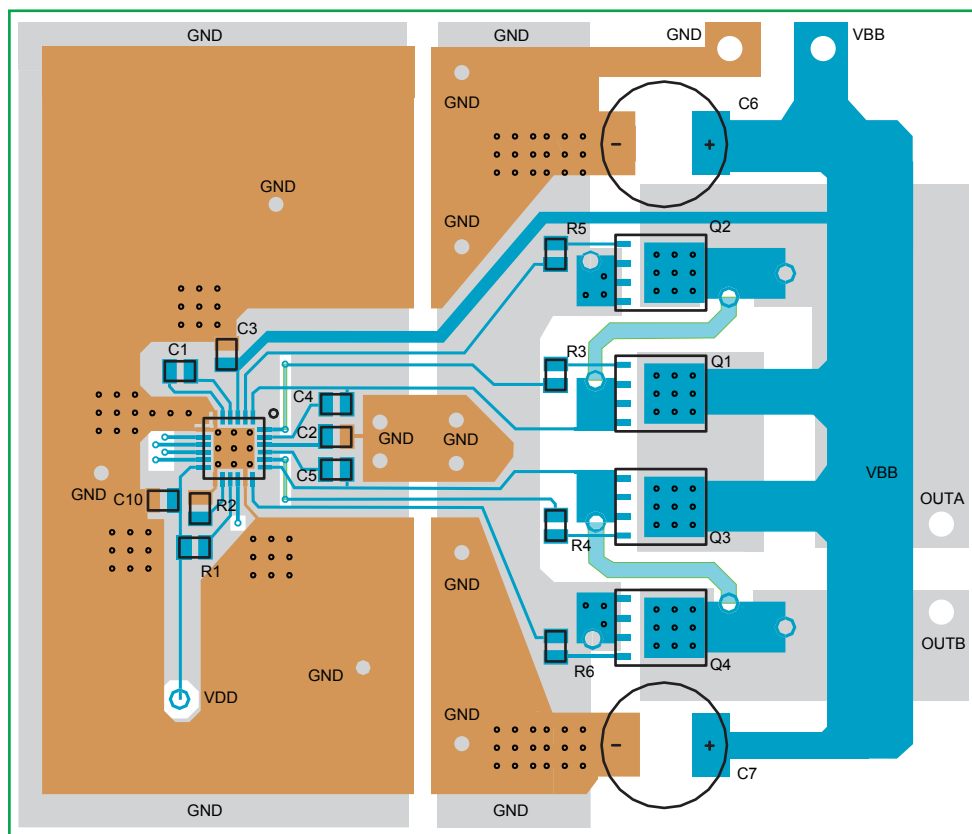 GND
GND
GND
VBB
GND
C6
-
+
GND
GND
R5
Q2
C3
C1
R3
Q1
C4
C2
GND
GND
C5
GND
VBB
C10
R2
OUTA
R4
Q3
R1
GND
R6
Q4
OUTB
GND
VDD
GND
-
+
C7
GND
GND